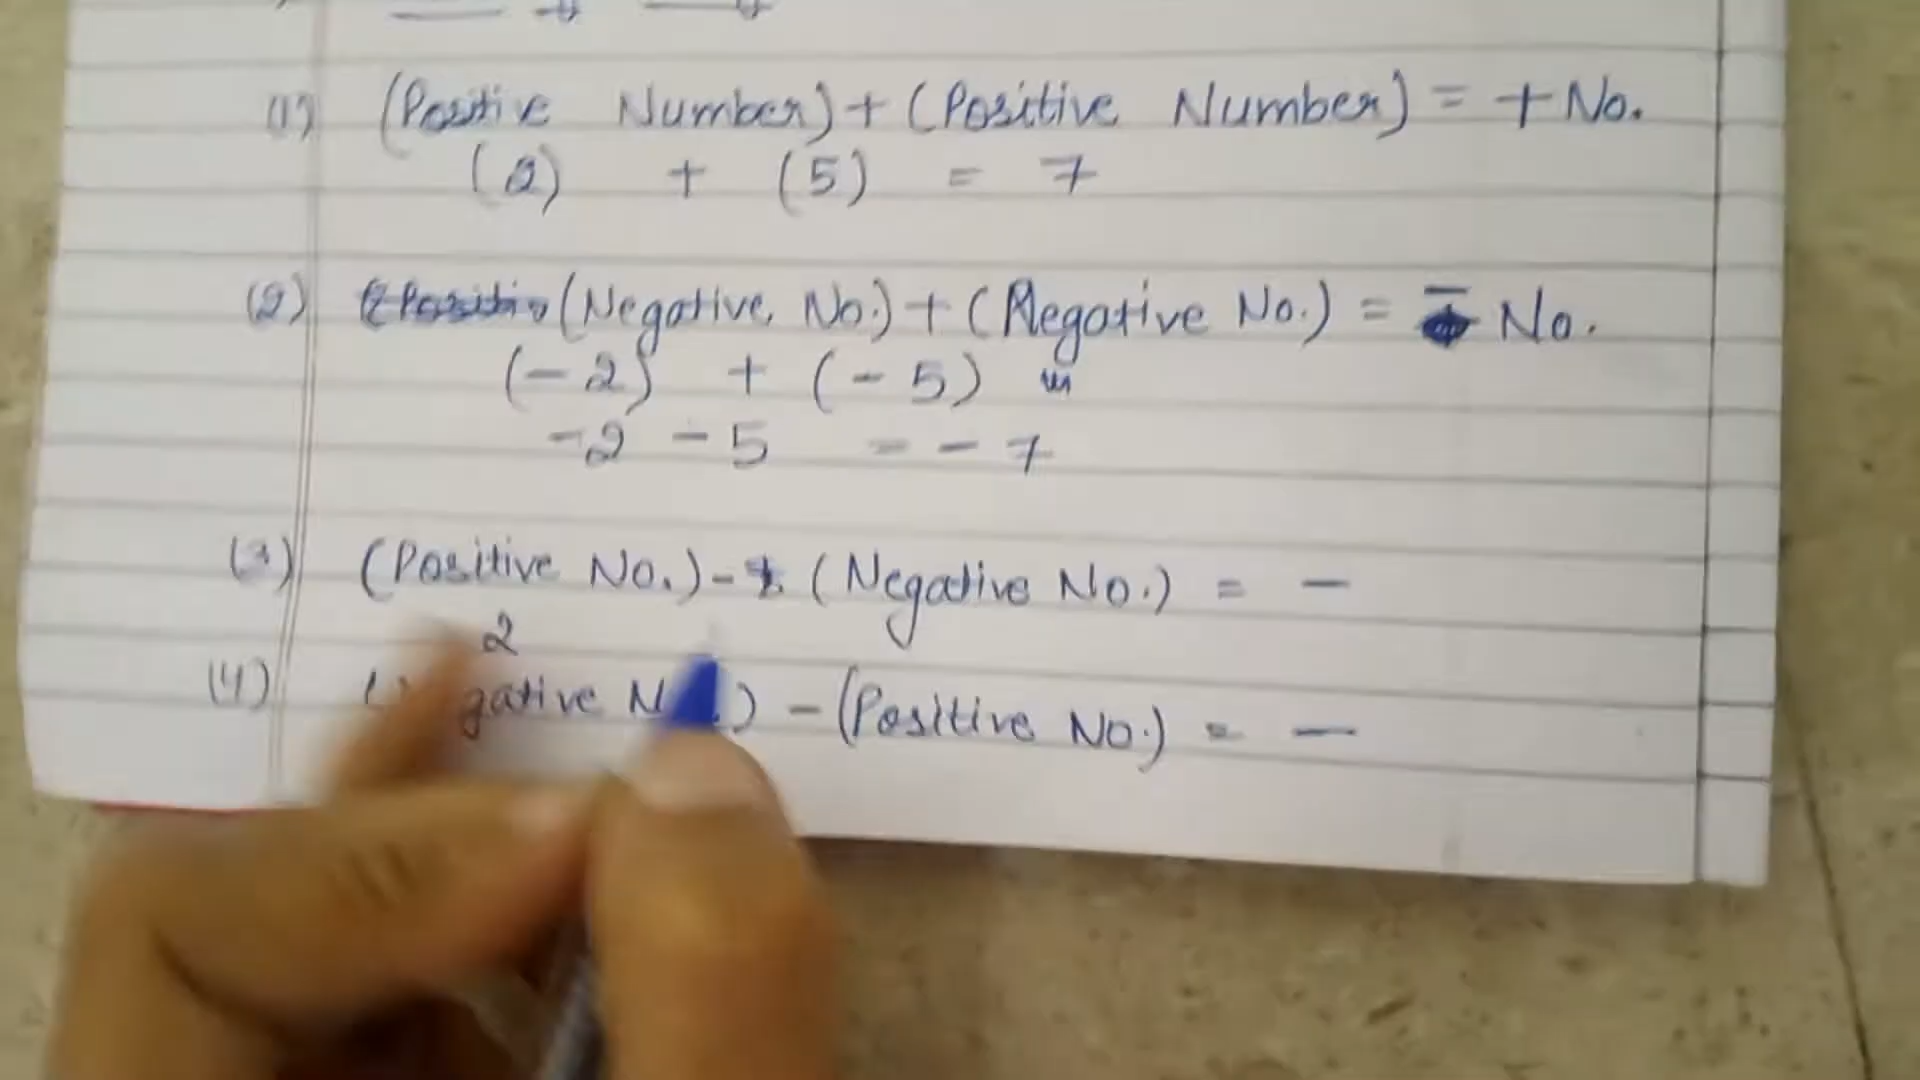 (1) (Positive Number) + (Positive Number) = + No.
(2) + (5) = 7
(2) (Negative, No.) + (Negative No.) = - No.
(-2) + (-5)
-2 - 5 = - 7
(3) (Positive No.) - (Negative No.) = -
2
(4) gative N ) - (Positive No.) = -